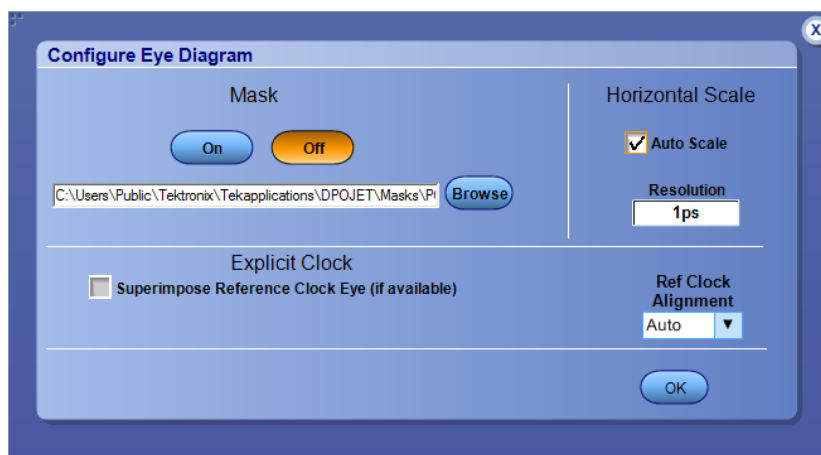 X
Configure Eye Diagram
Mask
Horizontal Scale
On
Off
Auto Scale
C:\Users\Public\Tektronix\Tekapplications\DPOJET\Masks\P
Browse
Resolution
1ps
Explicit Clock
Superimpose Reference Clock Eye (if available)
Ref Clock
Alignment
Auto
OK